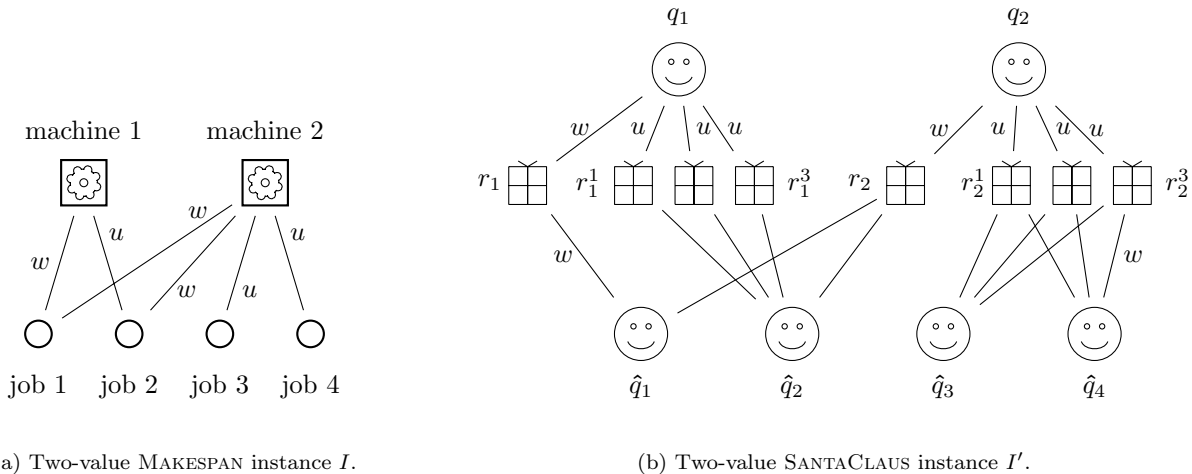 q₁ q₂
machine 1 machine 2
w u u u w u u u
r₁ r₁¹ r₁³ r₂ r₂¹ r₂³
w u w w u u
w w
job 1 job 2 job 3 job 4
q̂₁ q̂₂ q̂₃ q̂₄
a) Two-value MAKESPAN instance I.
(b) Two-value SANTACLAUS instance I′.